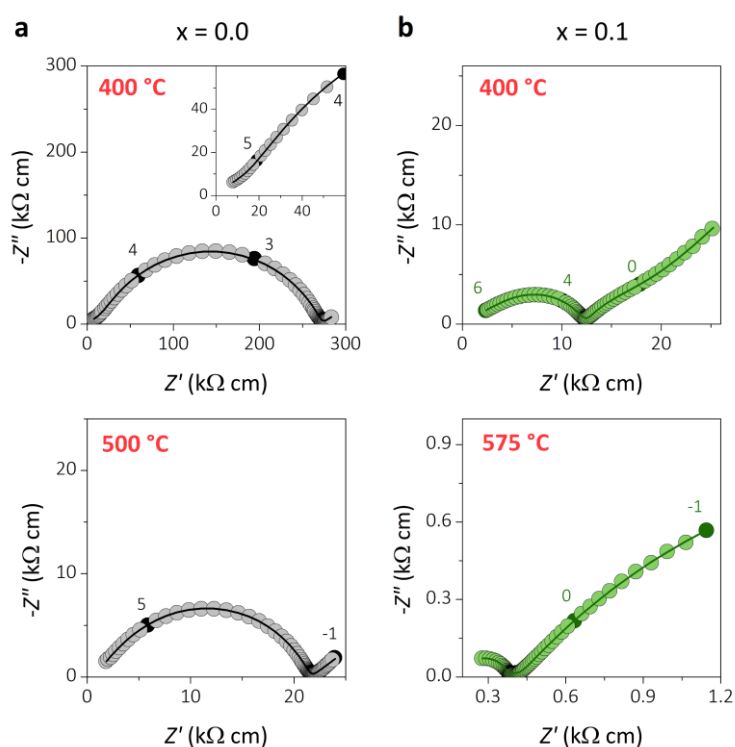 a
x = 0.0
b
x = 0.1
400 °C
300
200
100
0
-Z″ (kΩ cm)
0
100
200
300
Z′ (kΩ cm)
4
3
40
20
0
0
20
40
5
4
400 °C
20
10
0
-Z″ (kΩ cm)
10
20
Z′ (kΩ cm)
6
4
0
500 °C
20
10
0
-Z″ (kΩ cm)
0
10
20
Z′ (kΩ cm)
5
-1
575 °C
0.9
0.6
0.3
0.0
-Z″ (kΩ cm)
0.3
0.6
0.9
1.2
Z′ (kΩ cm)
0
-1